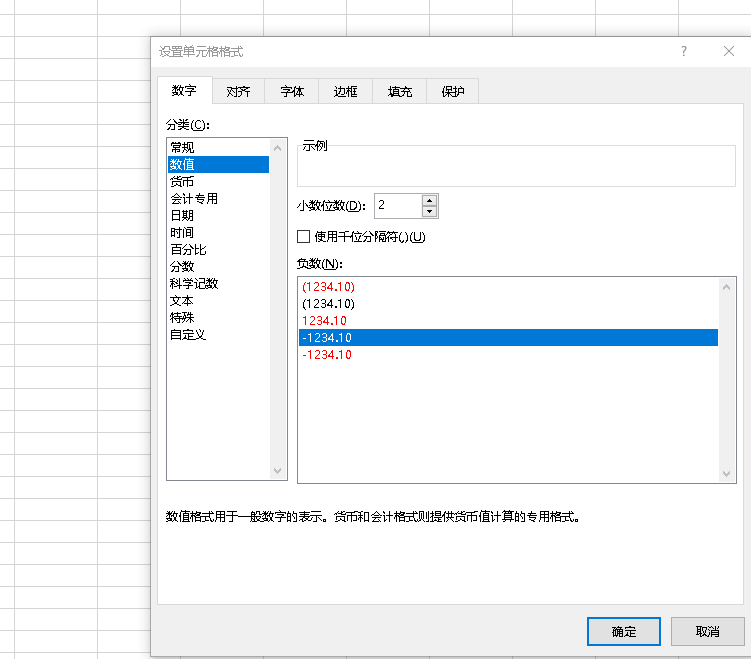 设置单元格格式
?
数字 对齐 字体 边框 填充 保护
分类(C):
常规
数值
货币
会计专用
日期
时间
百分比
分数
科学记数
文本
特殊
自定义
示例
小数位数(D): 2
使用千位分隔符(,)(U)
负数(N):
(1234.10)
(1234.10)
1234.10
-1234.10
-1234.10
数值格式用于一般数字的表示。货币和会计格式则提供货币值计算的专用格式。
确定 取消